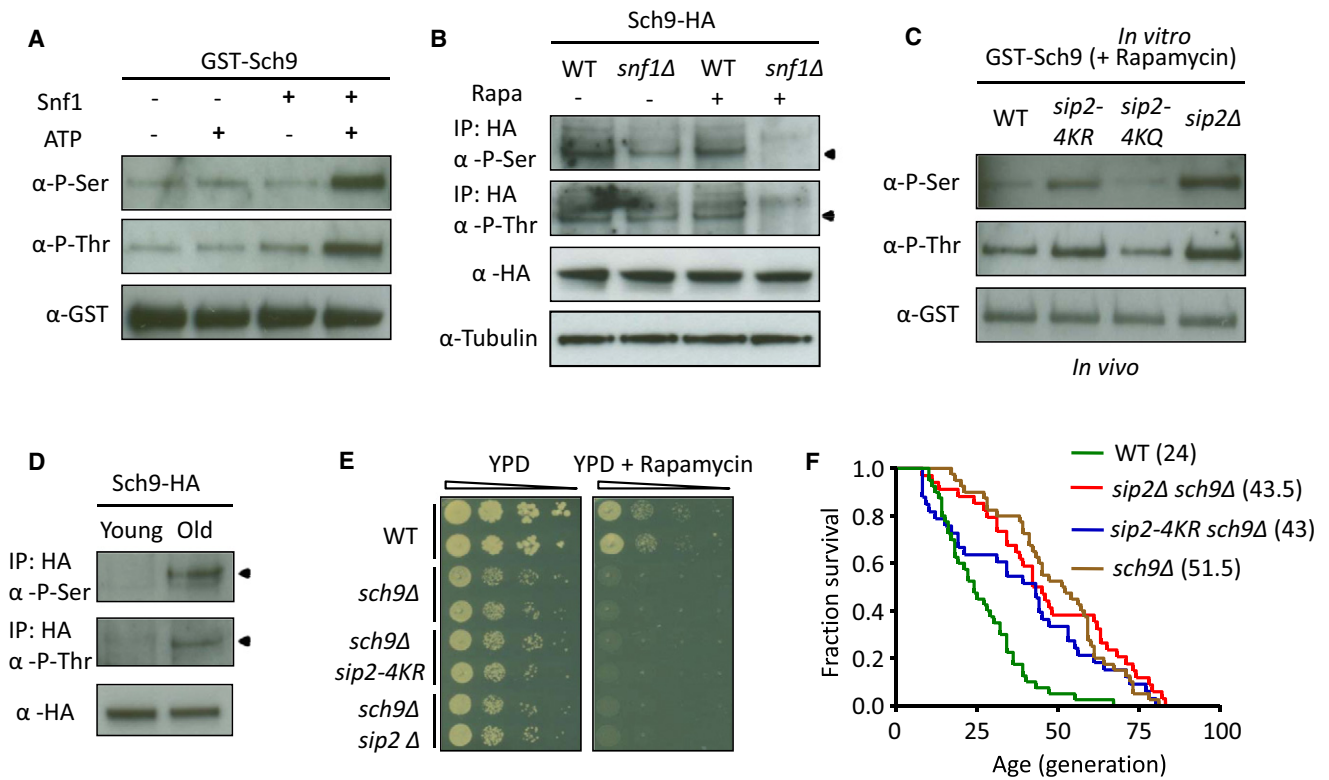 A
GST-Sch9
Snf1 - - + +
ATP - + - +
α-P-Ser
α-P-Thr
α-GST
B
Sch9-HA
WT snf1Δ WT snf1Δ
Rapa - - + +
IP: HA
α -P-Ser
IP: HA
α -P-Thr
α -HA
α-Tubulin
C
In vitro
GST-Sch9 (+ Rapamycin)
WT sip2-4KR sip2-4KQ sip2Δ
α-P-Ser
α-P-Thr
α-GST
In vivo
D
Sch9-HA
Young Old
IP: HA
α -P-Ser
IP: HA
α -P-Thr
α -HA
E
YPD YPD + Rapamycin
WT
sch9Δ
sch9Δ
sip2-4KR
sch9Δ
sip2 Δ
F
WT (24)
sip2Δ sch9Δ (43.5)
sip2-4KR sch9Δ (43)
sch9Δ (51.5)
Fraction survival
1.0
0.8
0.6
0.4
0.2
0.0
0 25 50 75 100
Age (generation)